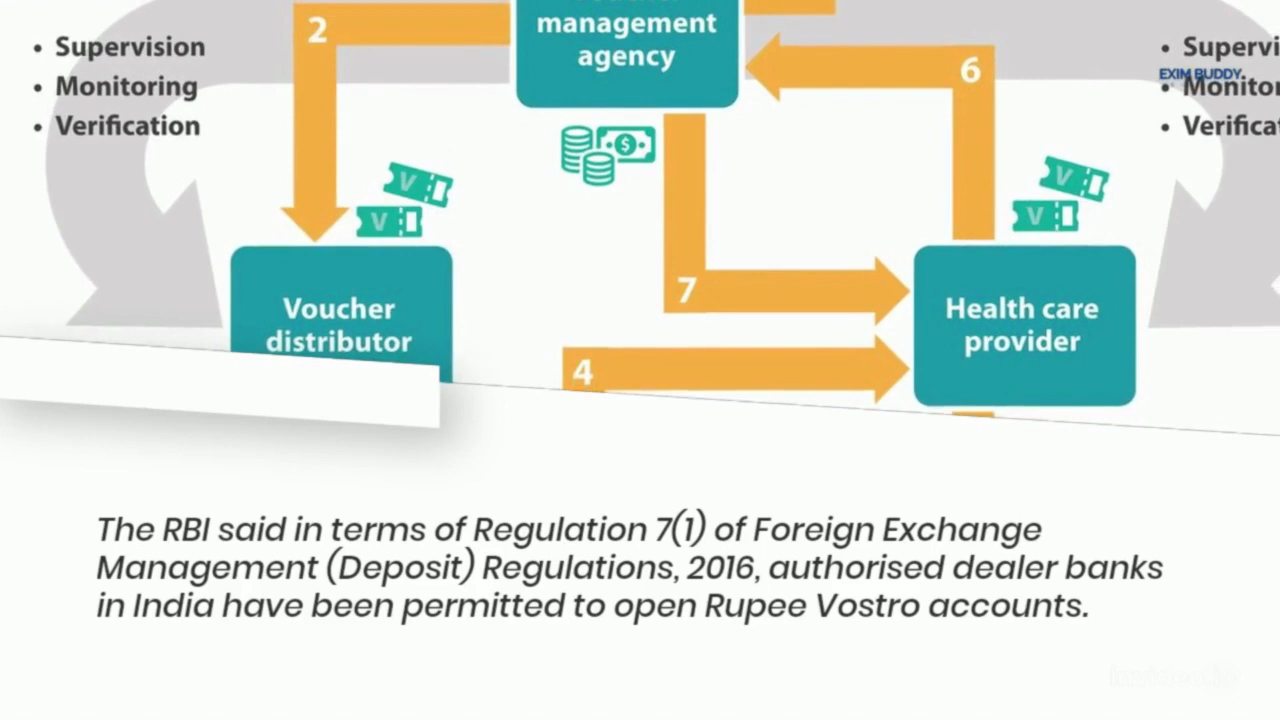 management
agency
2
6
• Supervision
• Monitoring
• Verification
• Supervi
EXIM BUDDY
• Monitor
• Verificat
$
V
V
V
V
7
Voucher
distributor
Health care
provider
4
The RBI said in terms of Regulation 7(1) of Foreign Exchange
Management (Deposit) Regulations, 2016, authorised dealer banks
in India have been permitted to open Rupee Vostro accounts.